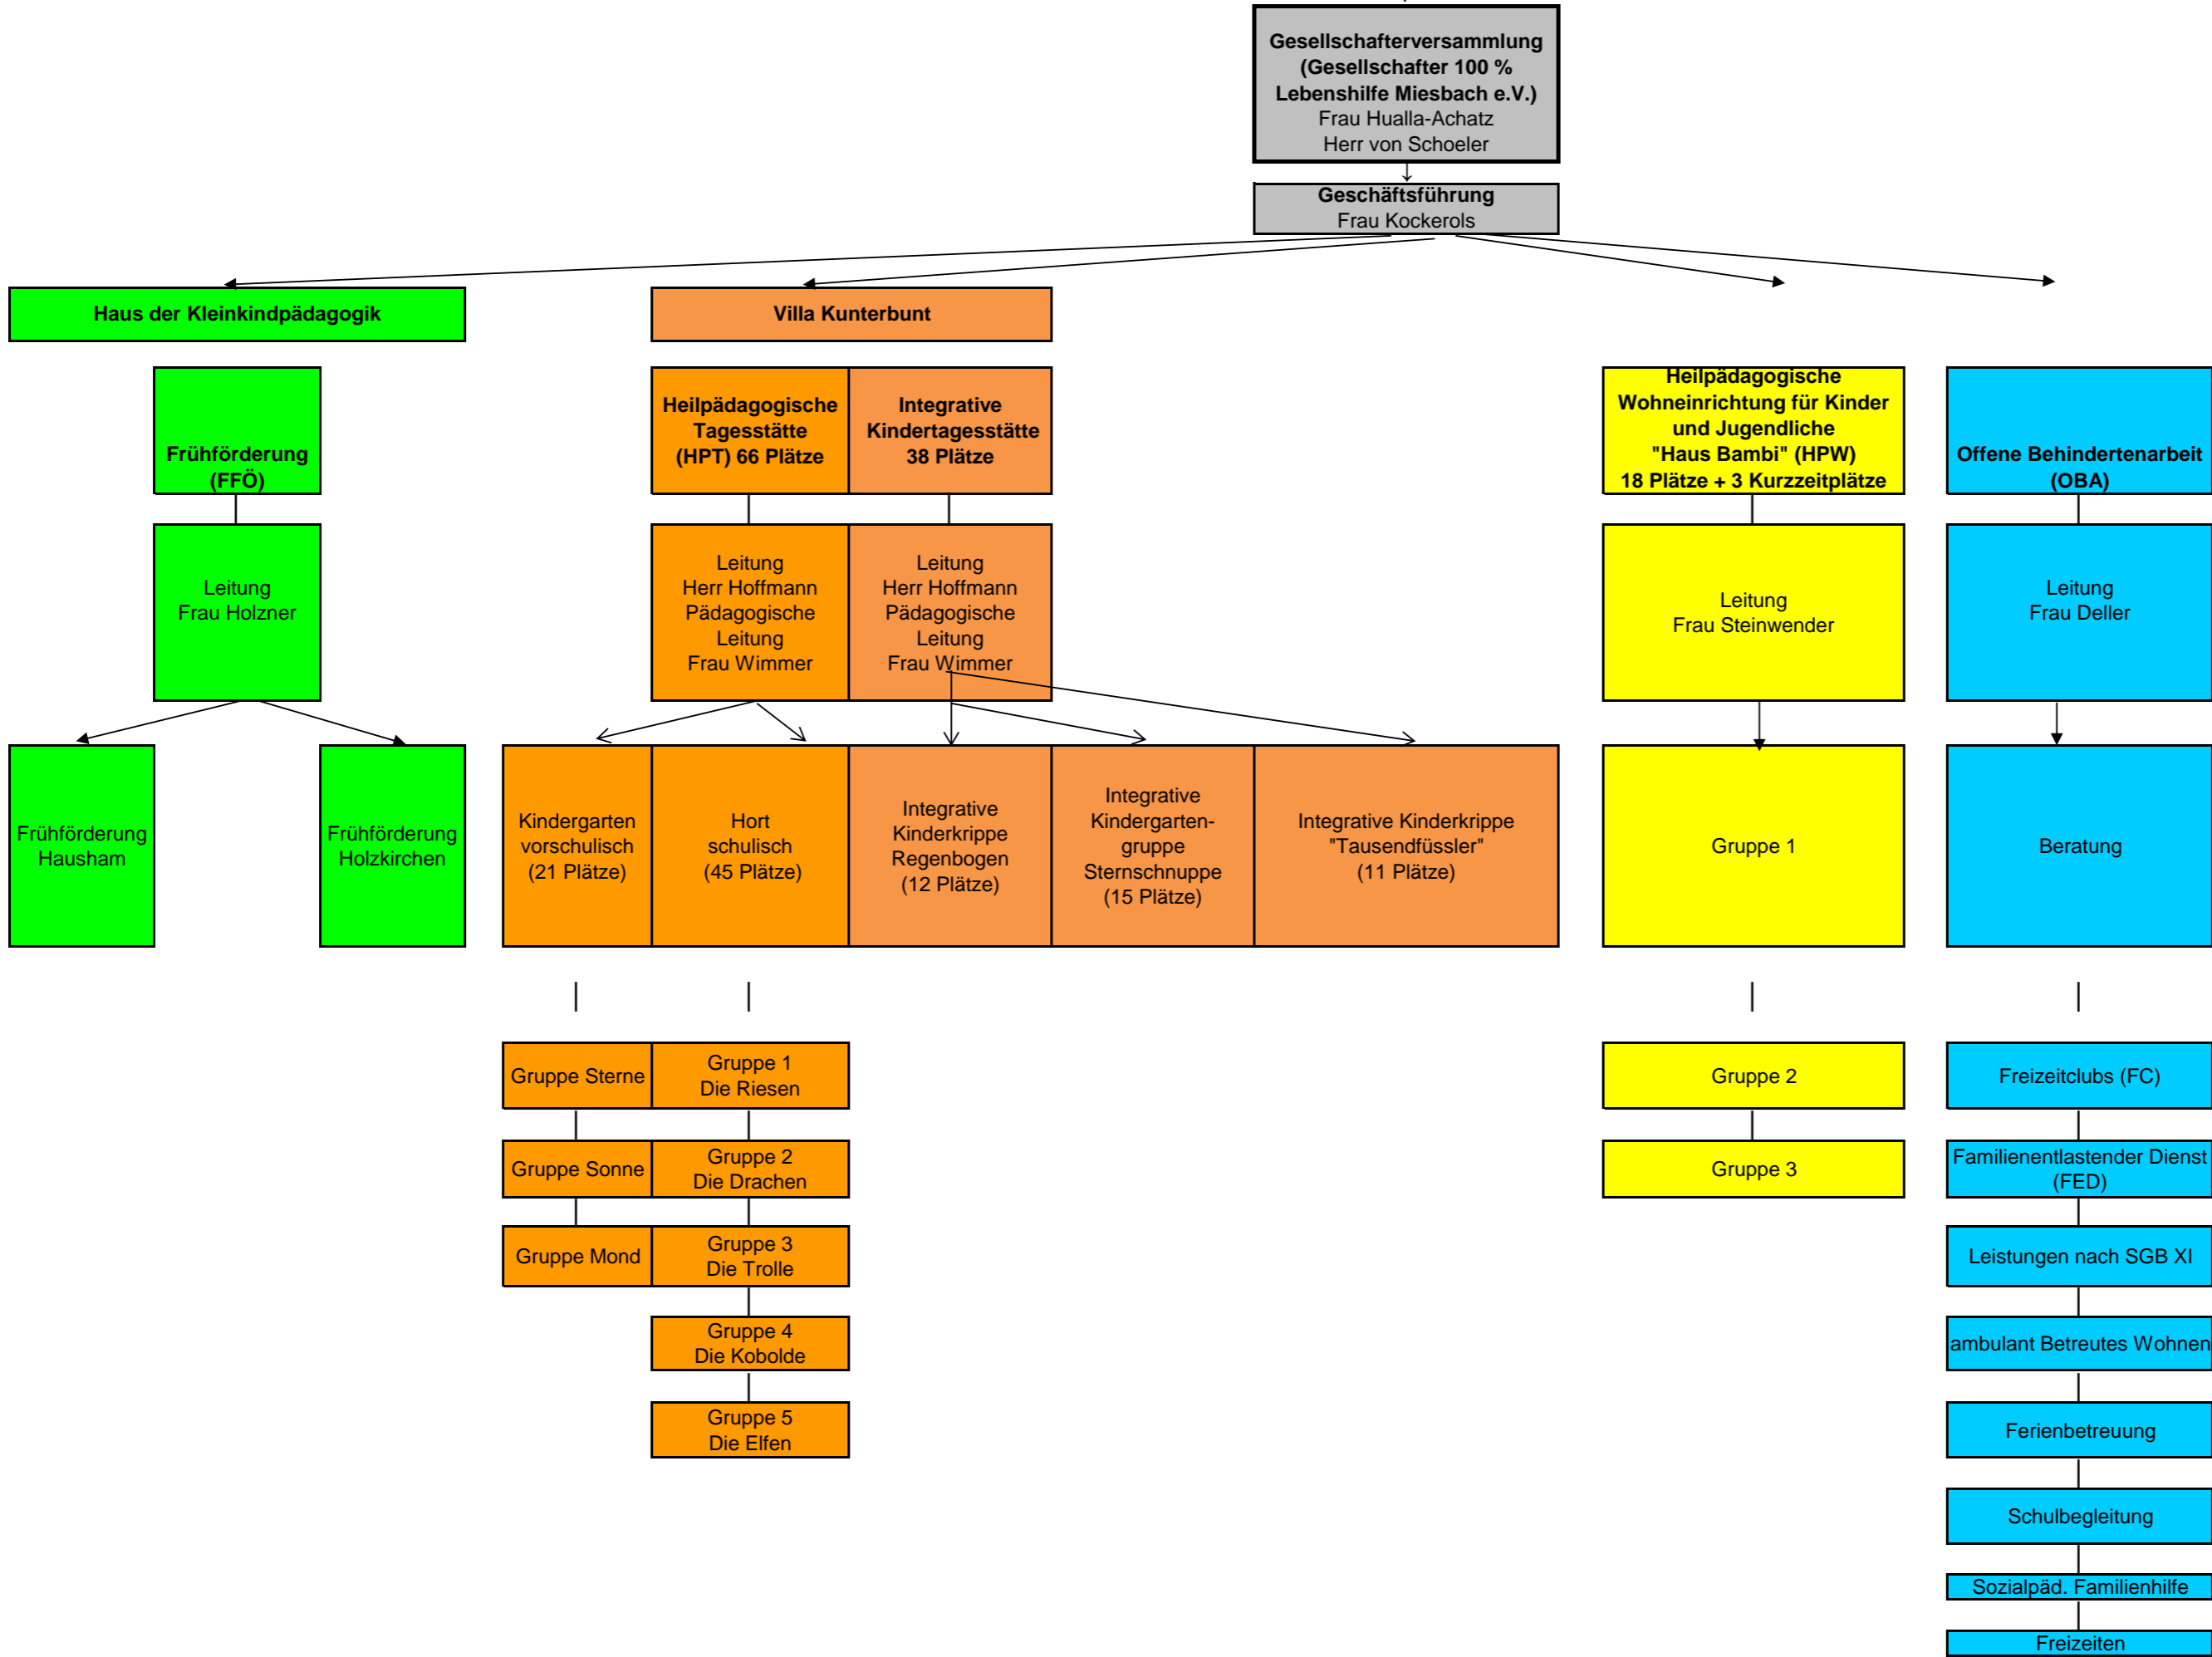 Gesellschafterversammlung
(Gesellschafter 100 %
Lebenshilfe Miesbach e.V.)
Frau Hualla-Achatz
Herr von Schoeler
Geschäftsführung
Frau Kockerols
Haus der Kleinkindpädagogik
Villa Kunterbunt
Frühförderung
(FFÖ)
Heilpädagogische
Tagesstätte
(HPT) 66 Plätze
Integrative
Kindertagesstätte
38 Plätze
Heilpädagogische
Wohneinrichtung für Kinder
und Jugendliche
"Haus Bambi" (HPW)
18 Plätze + 3 Kurzzeitplätze
Offene Behindertenarbeit
(OBA)
Leitung
Frau Holzner
Leitung
Herr Hoffmann
Pädagogische
Leitung
Frau Wimmer
Leitung
Herr Hoffmann
Pädagogische
Leitung
Frau Wimmer
Leitung
Frau Steinwender
Leitung
Frau Deller
Frühförderung
Hausham
Frühförderung
Holzkirchen
Kindergarten
vorschulisch
(21 Plätze)
Hort
schulisch
(45 Plätze)
Integrative
Kinderkrippe
Regenbogen
(12 Plätze)
Integrative
Kindergarten-
gruppe
Sternschnuppe
(15 Plätze)
Integrative Kinderkrippe
"Tausendfüssler"
(11 Plätze)
Gruppe 1
Beratung
Gruppe Sterne
Gruppe 1
Die Riesen
Gruppe 2
Freizeitclubs (FC)
Gruppe Sonne
Gruppe 2
Die Drachen
Gruppe 3
Familienentlastender Dienst
(FED)
Gruppe Mond
Gruppe 3
Die Trolle
Leistungen nach SGB XI
Gruppe 4
Die Kobolde
ambulant Betreutes Wohnen
Gruppe 5
Die Elfen
Ferienbetreuung
Schulbegleitung
Sozialpäd. Familienhilfe
Freizeiten